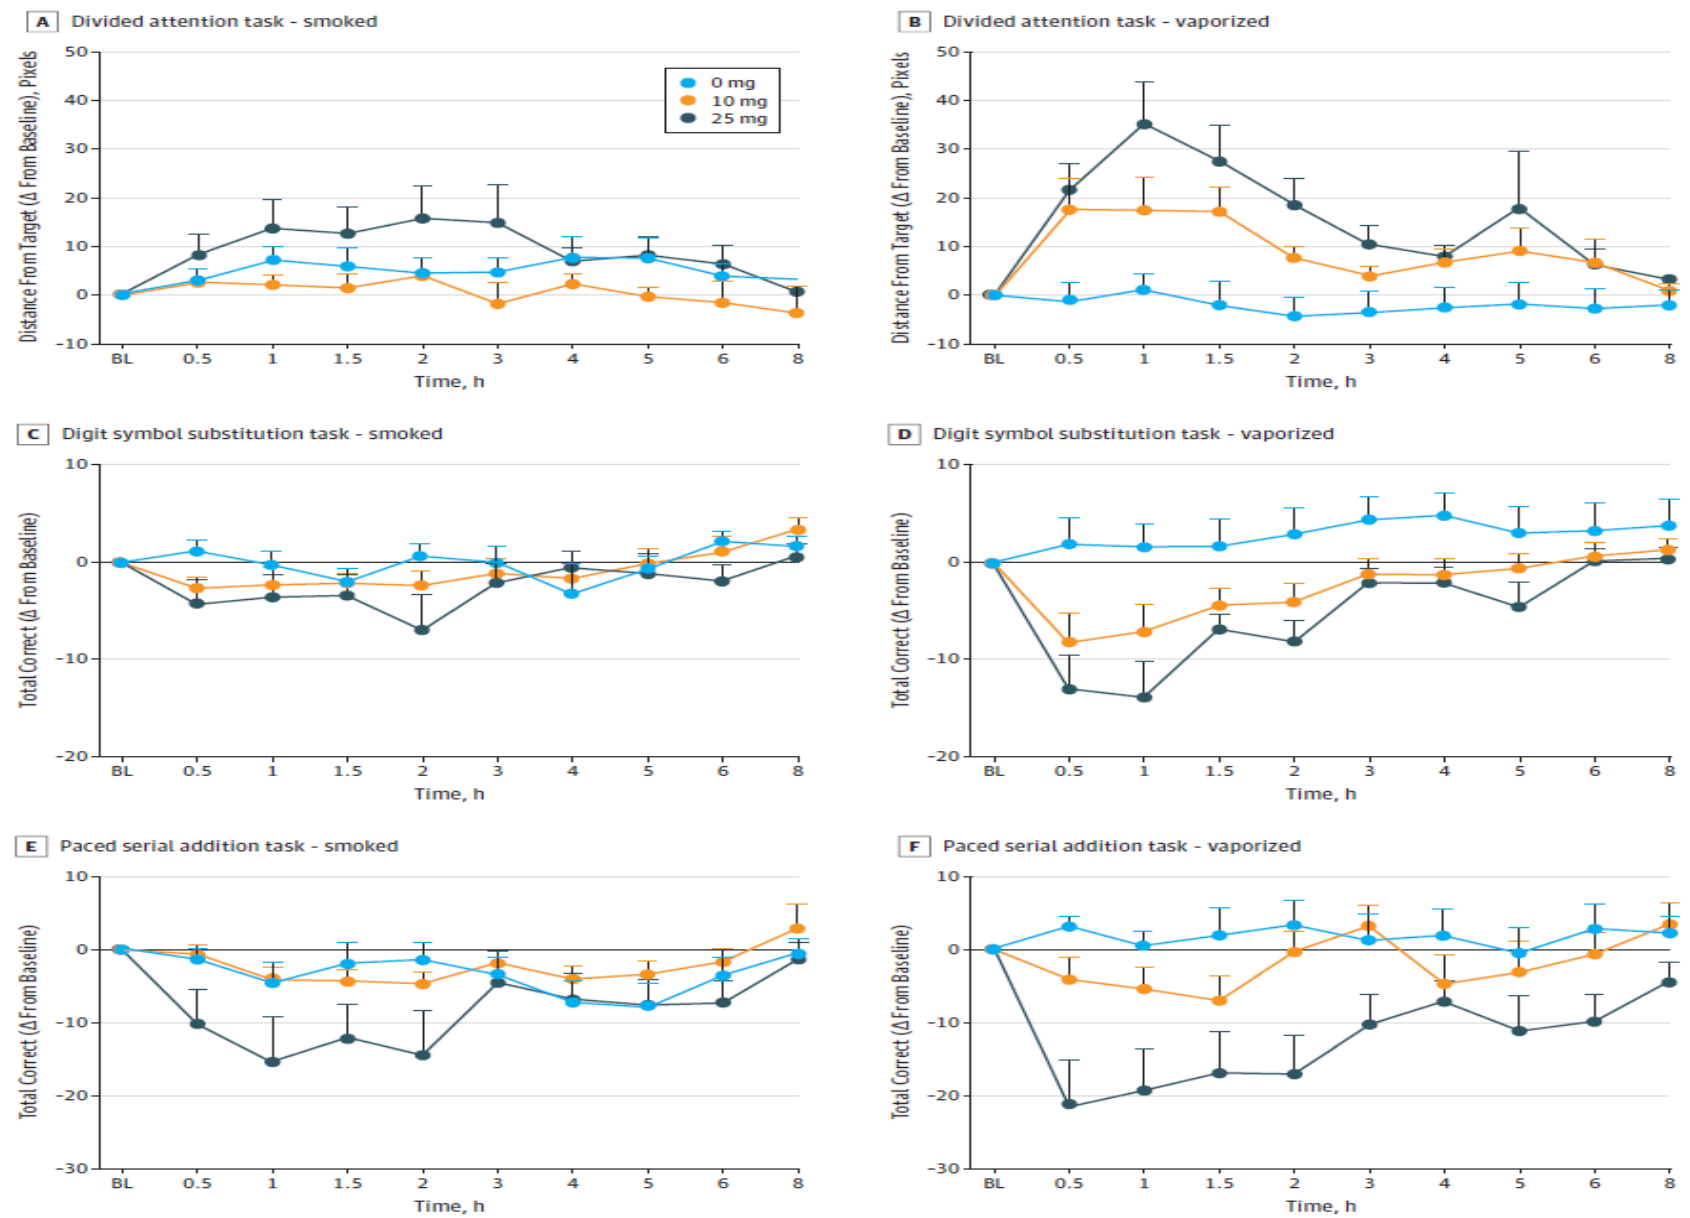 A Divided attention task - smoked
Distance From Target (Δ From Baseline), Pixels
50
40
30
20
10
0
-10
0 mg
10 mg
25 mg
BL 0.5 1 1.5 2 3 4 5 6 8
Time, h
B Divided attention task - vaporized
Distance From Target (Δ From Baseline), Pixels
50
40
30
20
10
0
-10
BL 0.5 1 1.5 2 3 4 5 6 8
Time, h
C Digit symbol substitution task - smoked
Total Correct (Δ From Baseline)
10
0
-10
-20
BL 0.5 1 1.5 2 3 4 5 6 8
Time, h
D Digit symbol substitution task - vaporized
Total Correct (Δ From Baseline)
10
0
-10
-20
BL 0.5 1 1.5 2 3 4 5 6 8
Time, h
E Paced serial addition task - smoked
Total Correct (Δ From Baseline)
10
0
-10
-20
-30
BL 0.5 1 1.5 2 3 4 5 6 8
Time, h
F Paced serial addition task - vaporized
Total Correct (Δ From Baseline)
10
0
-10
-20
-30
BL 0.5 1 1.5 2 3 4 5 6 8
Time, h